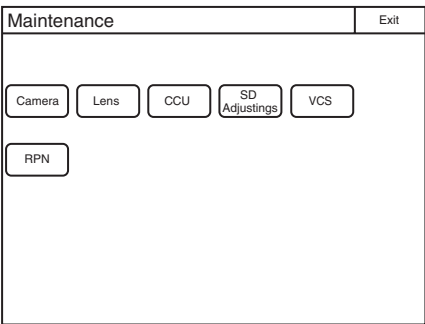 Maintenance
Exit
Camera
Lens
CCU
SD
Adjustings
VCS
RPN